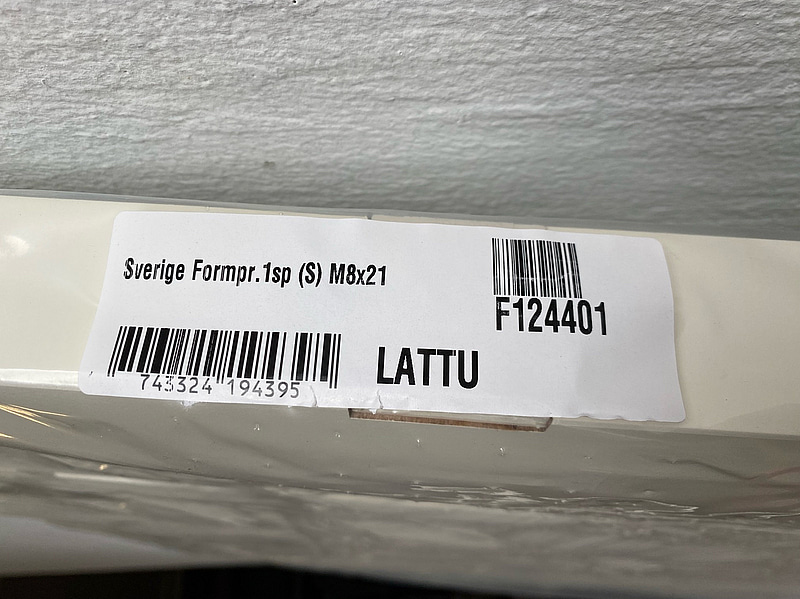 Sverige Formpr.1sp (S) M8x21
F124401
743324 194395
LATTU